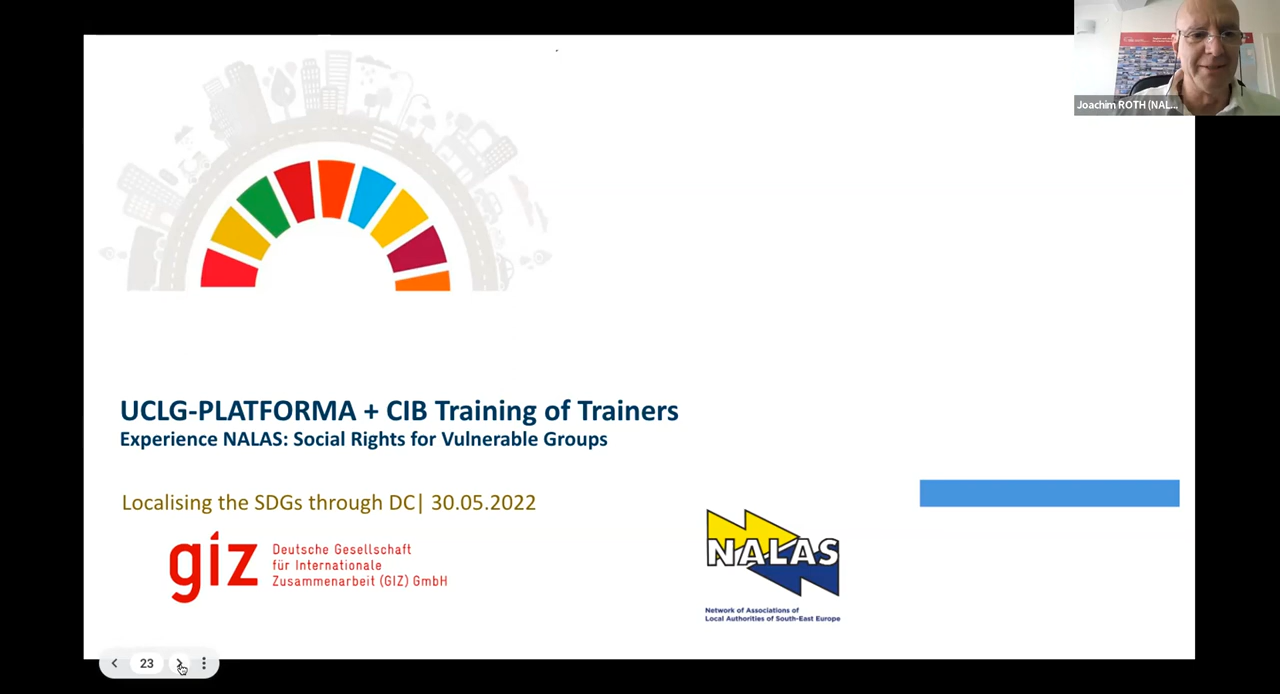 Joachim ROTH (NAL...
UCLG-PLATFORMA + CIB Training of Trainers
Experience NALAS: Social Rights for Vulnerable Groups
Localising the SDGs through DC| 30.05.2022
giz
Deutsche Gesellschaft
für Internationale
Zusammenarbeit (GIZ) GmbH
NALAS
Network of Associations of
Local Authorities of South-East Europe
23